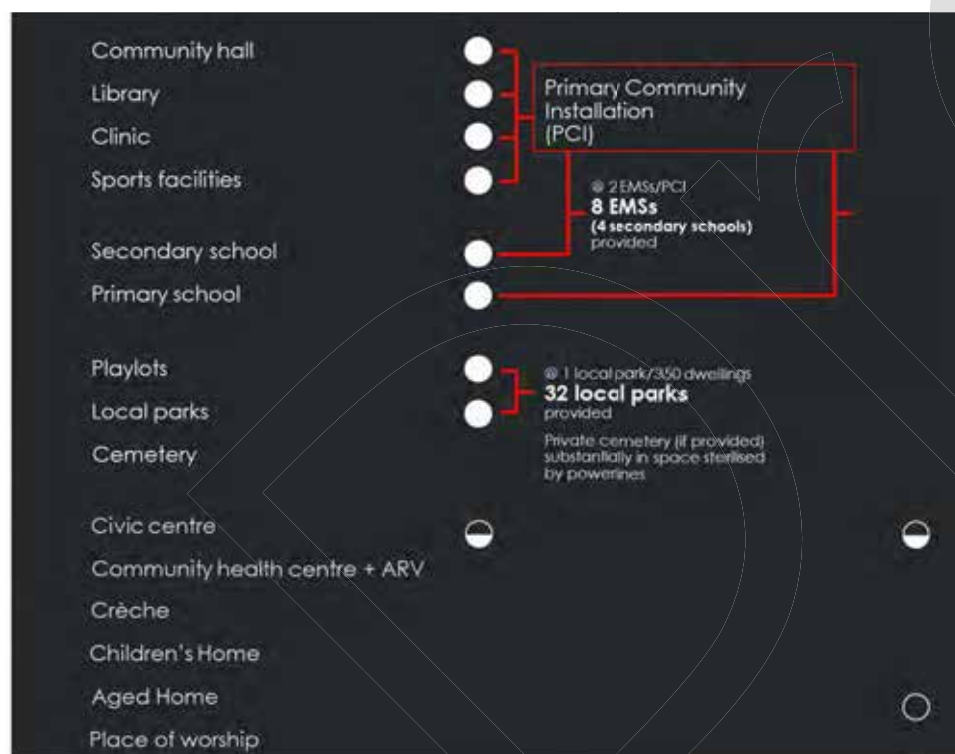 Community hall
Library
Clinic
Sports facilities
Secondary school
Primary school
Playlots
Local parks
Cemetery
Civic centre
Community health centre + ARV
Crèche
Children's Home
Aged Home
Place of worship
Primary Community
Installation
(PCI)
@ 2 EMSs/PCI
8 EMSs
(4 secondary schools)
provided
@ 1 local park/350 dwellings
32 local parks
provided
Private cemetery (if provided)
substantially in space sterilised
by powerines